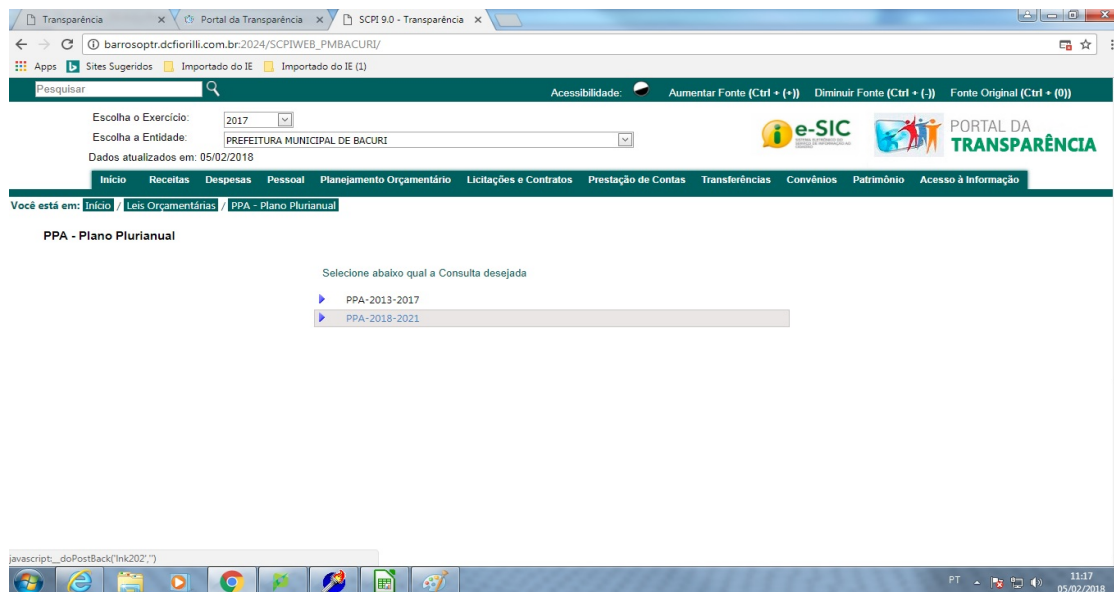 Transparência
Portal da Transparência
SCPI 9.0 - Transparência
barrosoptr.dcfiorilli.com.br:2024/SCPIWEB_PMBACURI/
Apps Sites Sugeridos Importado do IE Importado do IE (1)
Pesquisar Acessibilidade: Aumentar Fonte (Ctrl + (+)) Diminuir Fonte (Ctrl + (-)) Fonte Original (Ctrl + (0))
Escolha o Exercício: 2017
Escolha a Entidade: PREFEITURA MUNICIPAL DE BACURI
Dados atualizados em: 05/02/2018
e-SIC
PORTAL DA
TRANSPARÊNCIA
Início Receitas Despesas Pessoal Planejamento Orçamentário Licitações e Contratos Prestação de Contas Transferências Convênios Patrimônio Acesso à Informação
Você está em: Início / Leis Orçamentárias / PPA - Plano Plurianual
PPA - Plano Plurianual
Selecione abaixo qual a Consulta desejada
PPA-2013-2017
PPA-2018-2021
javascript:__doPostBack('lnk202','')
PT
11:17
05/02/2018